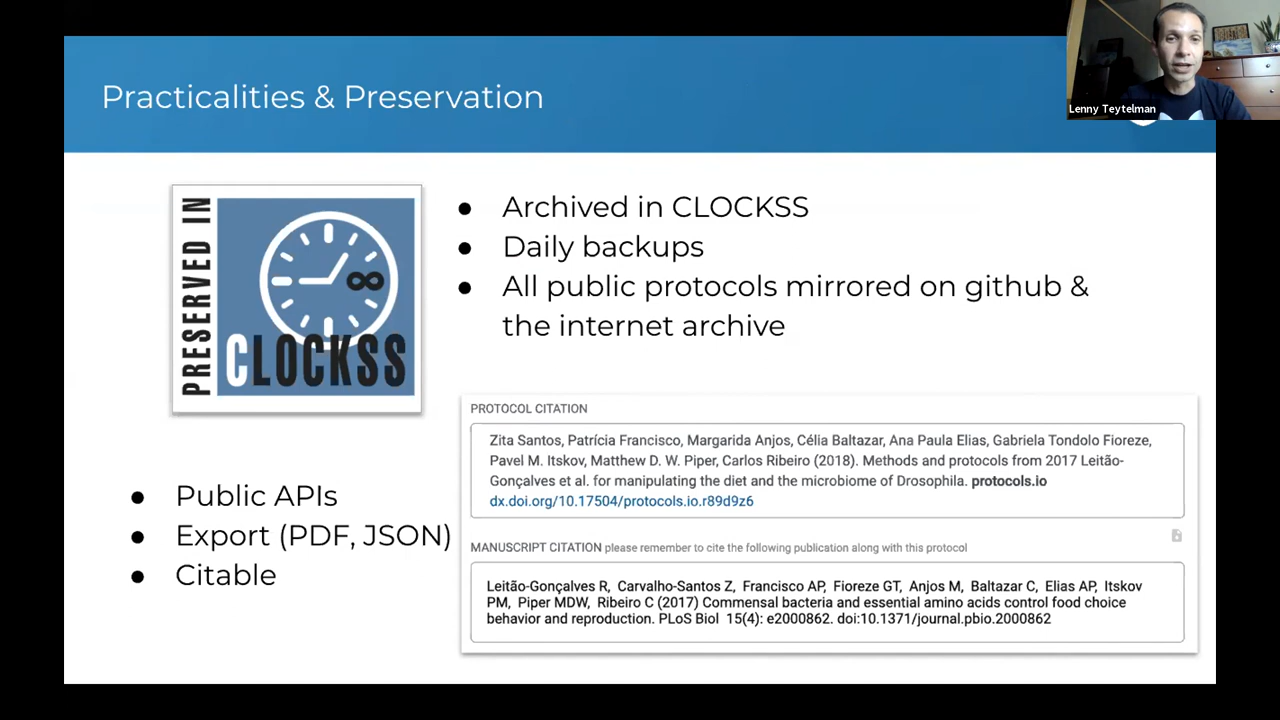 Practicalities & Preservation
Lenny Teytelman
PRESERVED IN
CLOCKSS
● Archived in CLOCKSS
● Daily backups
● All public protocols mirrored on github &
the internet archive
● Public APIs
● Export (PDF, JSON)
● Citable
PROTOCOL CITATION
Zita Santos, Patrícia Francisco, Margarida Anjos, Célia Baltazar, Ana Paula Elias, Gabriela Tondolo Fioreze,
Pavel M. Itskov, Matthew D. W. Piper, Carlos Ribeiro (2018). Methods and protocols from 2017 Leitão-
Gonçalves et al. for manipulating the diet and the microbiome of Drosophila. protocols.io
dx.doi.org/10.17504/protocols.io.r89d9z6
MANUSCRIPT CITATION please remember to cite the following publication along with this protocol
Leitão-Gonçalves R, Carvalho-Santos Z, Francisco AP, Fioreze GT, Anjos M, Baltazar C, Elias AP, Itskov
PM, Piper MDW, Ribeiro C (2017) Commensal bacteria and essential amino acids control food choice
behavior and reproduction. PLoS Biol 15(4): e2000862. doi:10.1371/journal.pbio.2000862